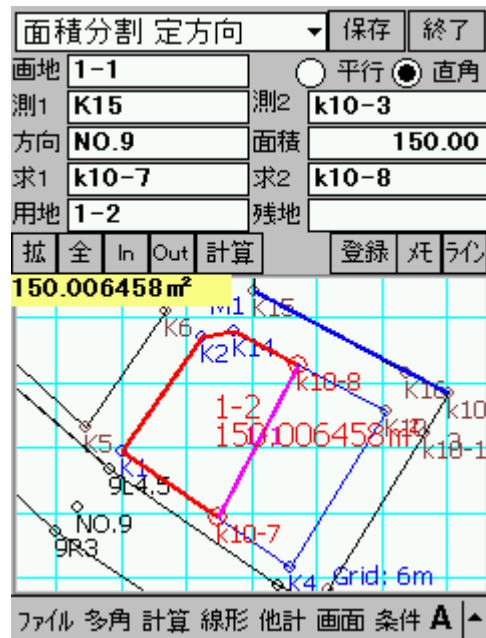 面積分割 定方向 保存 終了
画地 1-1 平行 直角
測1 K15 測2 k10-3
方向 NO.9 面積 150.00
求1 k10-7 求2 k10-8
用地 1-2 残地
拡 全 In Out 計算 登録 メモ ライン
150.006458㎡
M1 K15
K6 K2 K14
k10-8 K16
1-2 k10
150.006458㎡ 3
K5 K1 k10-1
9L4.5
NO.9
9R3 k10-7
K4 Grid: 6m
ファイル 多角 計算 線形 他計 画面 条件 A